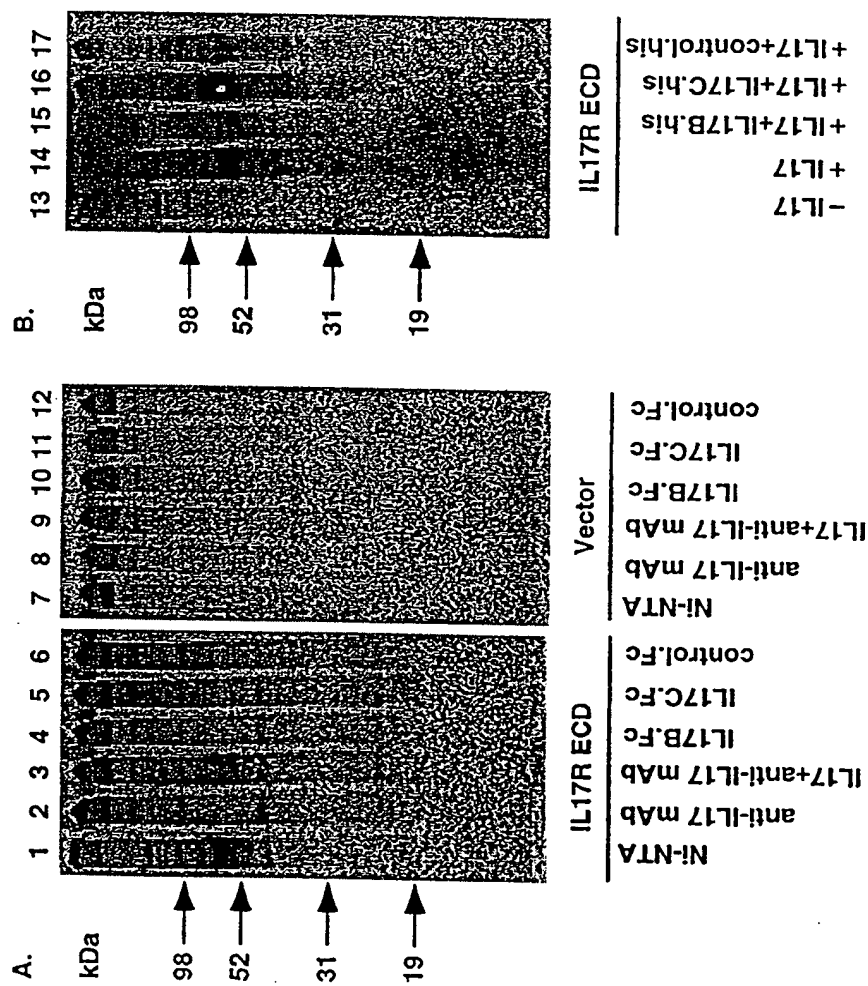 A.
kDa
1 2 3 4 5 6
7 8 9 10 11 12
98
52
31
19
IL17R ECD
Vector
Ni-NTA
anti-IL17 mAb
IL17+anti-IL17 mAb
IL17B.Fc
IL17C.Fc
control.Fc
Ni-NTA
anti-IL17 mAb
IL17+anti-IL17 mAb
IL17B.Fc
IL17C.Fc
control.Fc
B.
kDa
13 14 15 16 17
98
52
31
19
IL17R ECD
– IL17
+ IL17
+ IL17+IL17B.his
+ IL17+IL17C.his
+ IL17+control.his